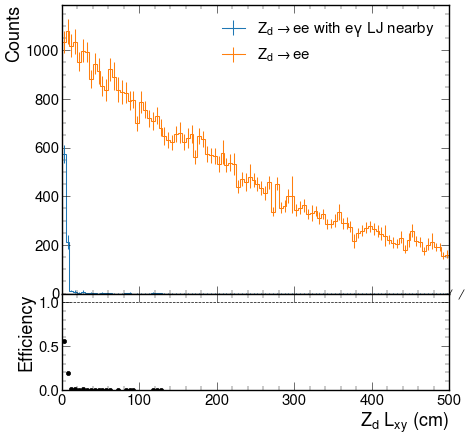 Counts
1000
800
600
400
200
0
Z_d→ee with eγ LJ nearby
Z_d→ee
Efficiency
1.0
0.5
0.0
0 100 200 300 400 500
Z_d L_xy (cm)